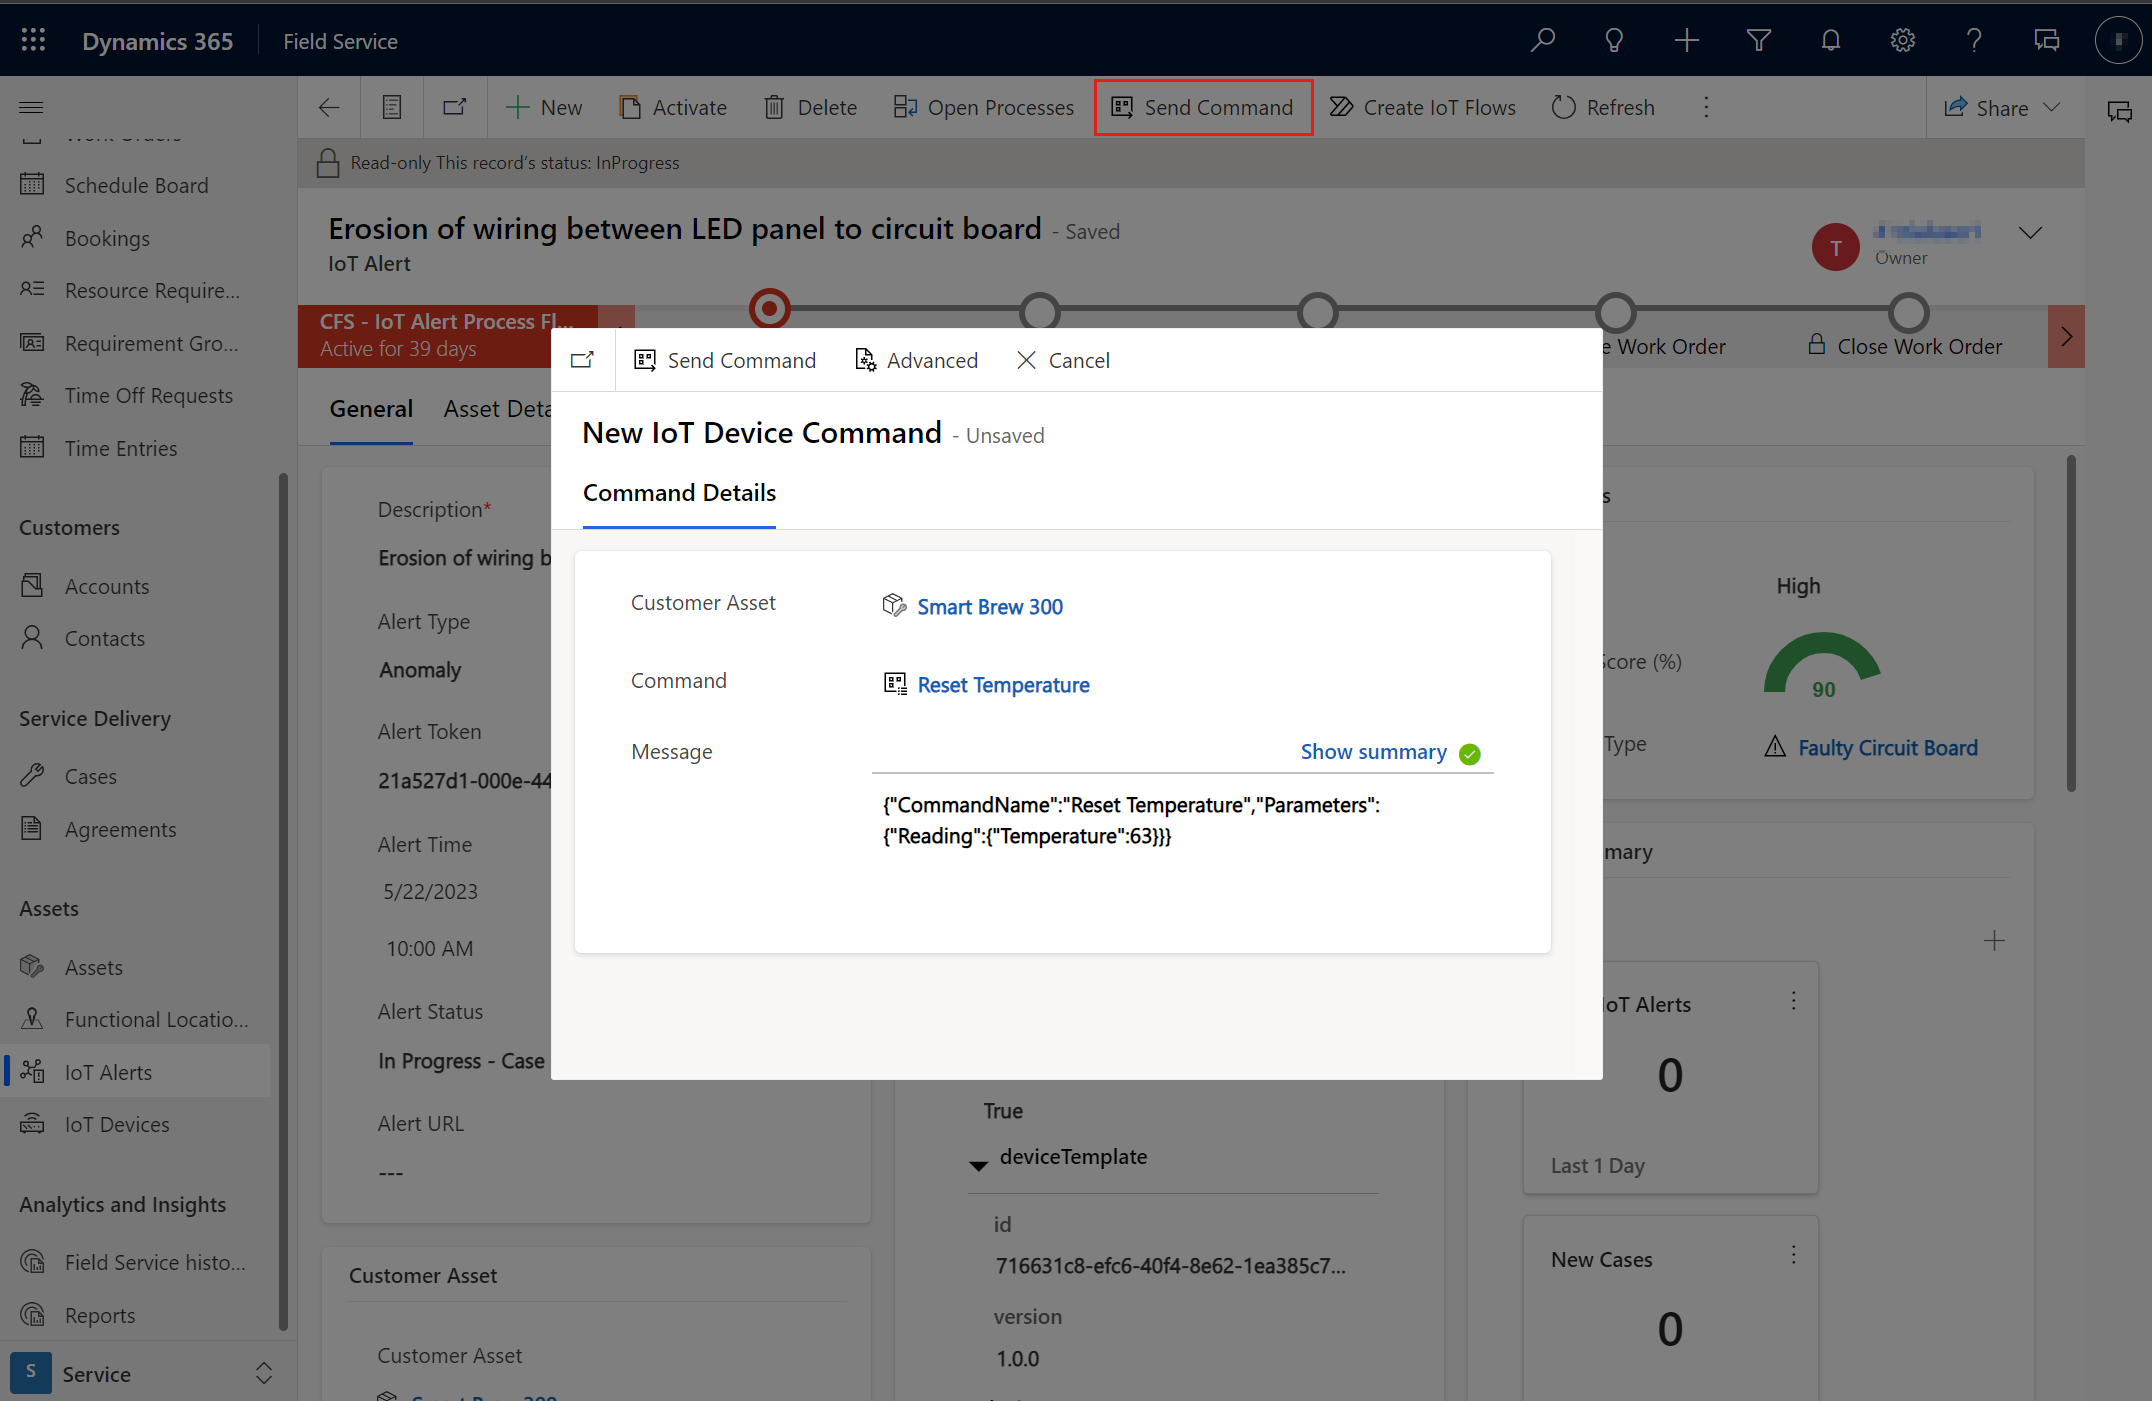 Dynamics 365
Field Service
New
Activate
Delete
Open Processes
Send Command
Create IoT Flows
Refresh
Share
Read-only This record's status: InProgress
Schedule Board
Bookings
Resource Require...
Requirement Gro...
Time Off Requests
Time Entries
Customers
Accounts
Contacts
Service Delivery
Cases
Agreements
Assets
Assets
Functional Locatio...
IoT Alerts
IoT Devices
Analytics and Insights
Field Service histo...
Reports
S
Service
Erosion of wiring between LED panel to circuit board - Saved
IoT Alert
T
Owner
CFS - IoT Alert Process Fl...
Active for 39 days
Work Order
Close Work Order
General
Asset Deta
Description*
Erosion of wiring b
Alert Type
Anomaly
Alert Token
21a527d1-000e-44
Alert Time
5/22/2023
10:00 AM
Alert Status
In Progress - Case
Alert URL
---
Customer Asset
Customer Asset
Send Command
Advanced
Cancel
New IoT Device Command - Unsaved
Command Details
Customer Asset
Smart Brew 300
Command
Reset Temperature
Message
Show summary
{"CommandName":"Reset Temperature","Parameters":
{"Reading":{"Temperature":63}}}
True
deviceTemplate
id
716631c8-efc6-40f4-8e62-1ea385c7...
version
1.0.0
High
Score (%)
90
Type
Faulty Circuit Board
mary
IoT Alerts
0
Last 1 Day
New Cases
0